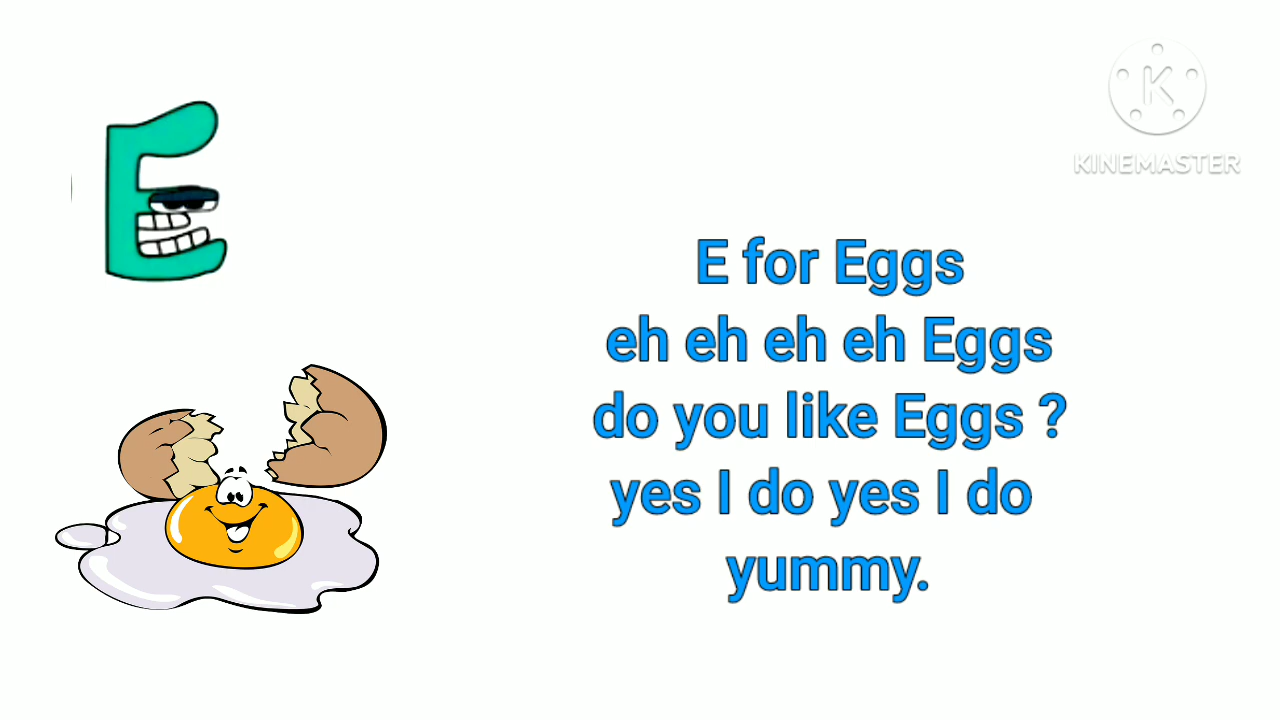 E
K
KINEMASTER
E for Eggs
eh eh eh eh Eggs
do you like Eggs ?
yes I do yes I do
yummy.